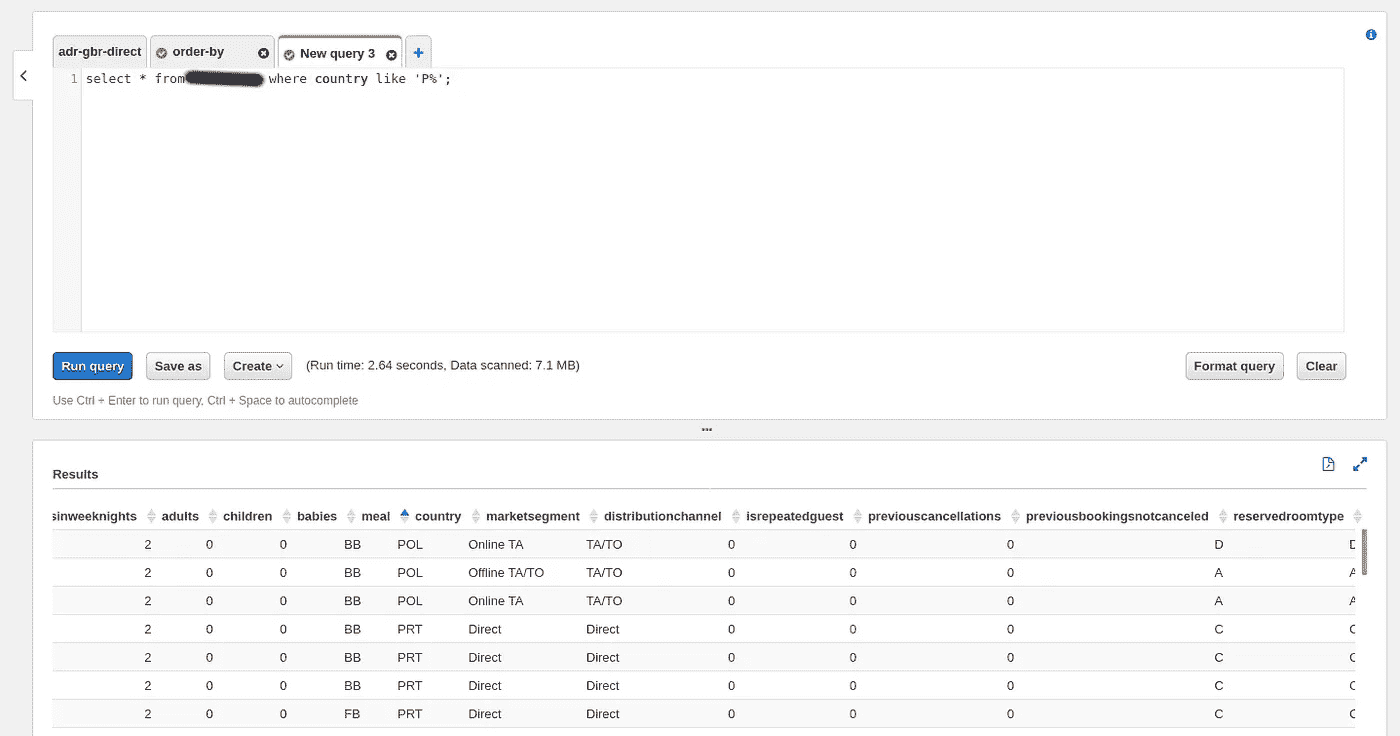 adr-gbr-direct order-by New query 3 +
1 select * from where country like 'P%';
Run query Save as Create (Run time: 2.64 seconds, Data scanned: 7.1 MB) Format query Clear
Use Ctrl + Enter to run query, Ctrl + Space to autocomplete
Results
sinweeknights adults children babies meal country marketsegment distributionchannel isrepeatedguest previouscancellations previousbookingsnotcanceled reservedroomtype
2 0 0 BB POL Online TA TA/TO 0 0 0 D
2 0 0 BB POL Offline TA/TO TA/TO 0 0 0 A
2 0 0 BB POL Online TA TA/TO 0 0 0 A
2 0 0 BB PRT Direct Direct 0 0 0 C
2 0 0 BB PRT Direct Direct 0 0 0 C
2 0 0 BB PRT Direct Direct 0 0 0 C
2 0 0 FB PRT Direct Direct 0 0 0 C